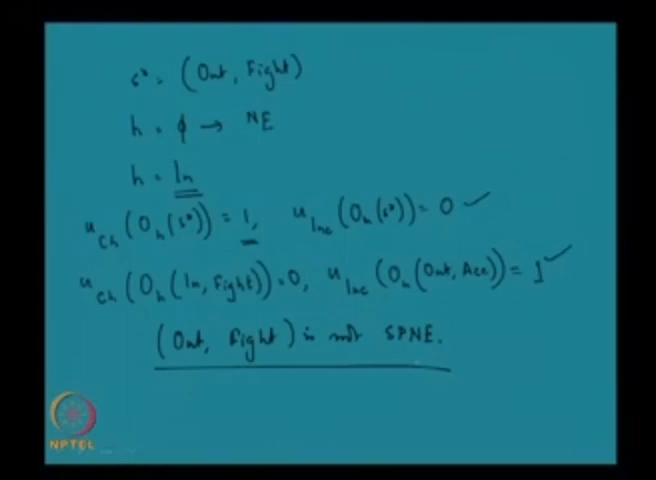 s* = (Out, Fight)
h = φ → NE
h = In
u_Ch (O_h (s*)) = 1, u_Inc (O_h (s*)) = 0 ✓
u_Ch (O_h (In, Fight)) = 0, u_Inc (O_h (Out, Acc)) = 1 ✓
(Out, Fight) is not SPNE.
NPTEL